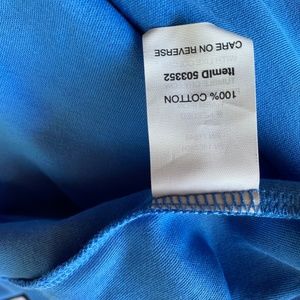 100% COTTON
ItemID 503352
CARE ON REVERSE